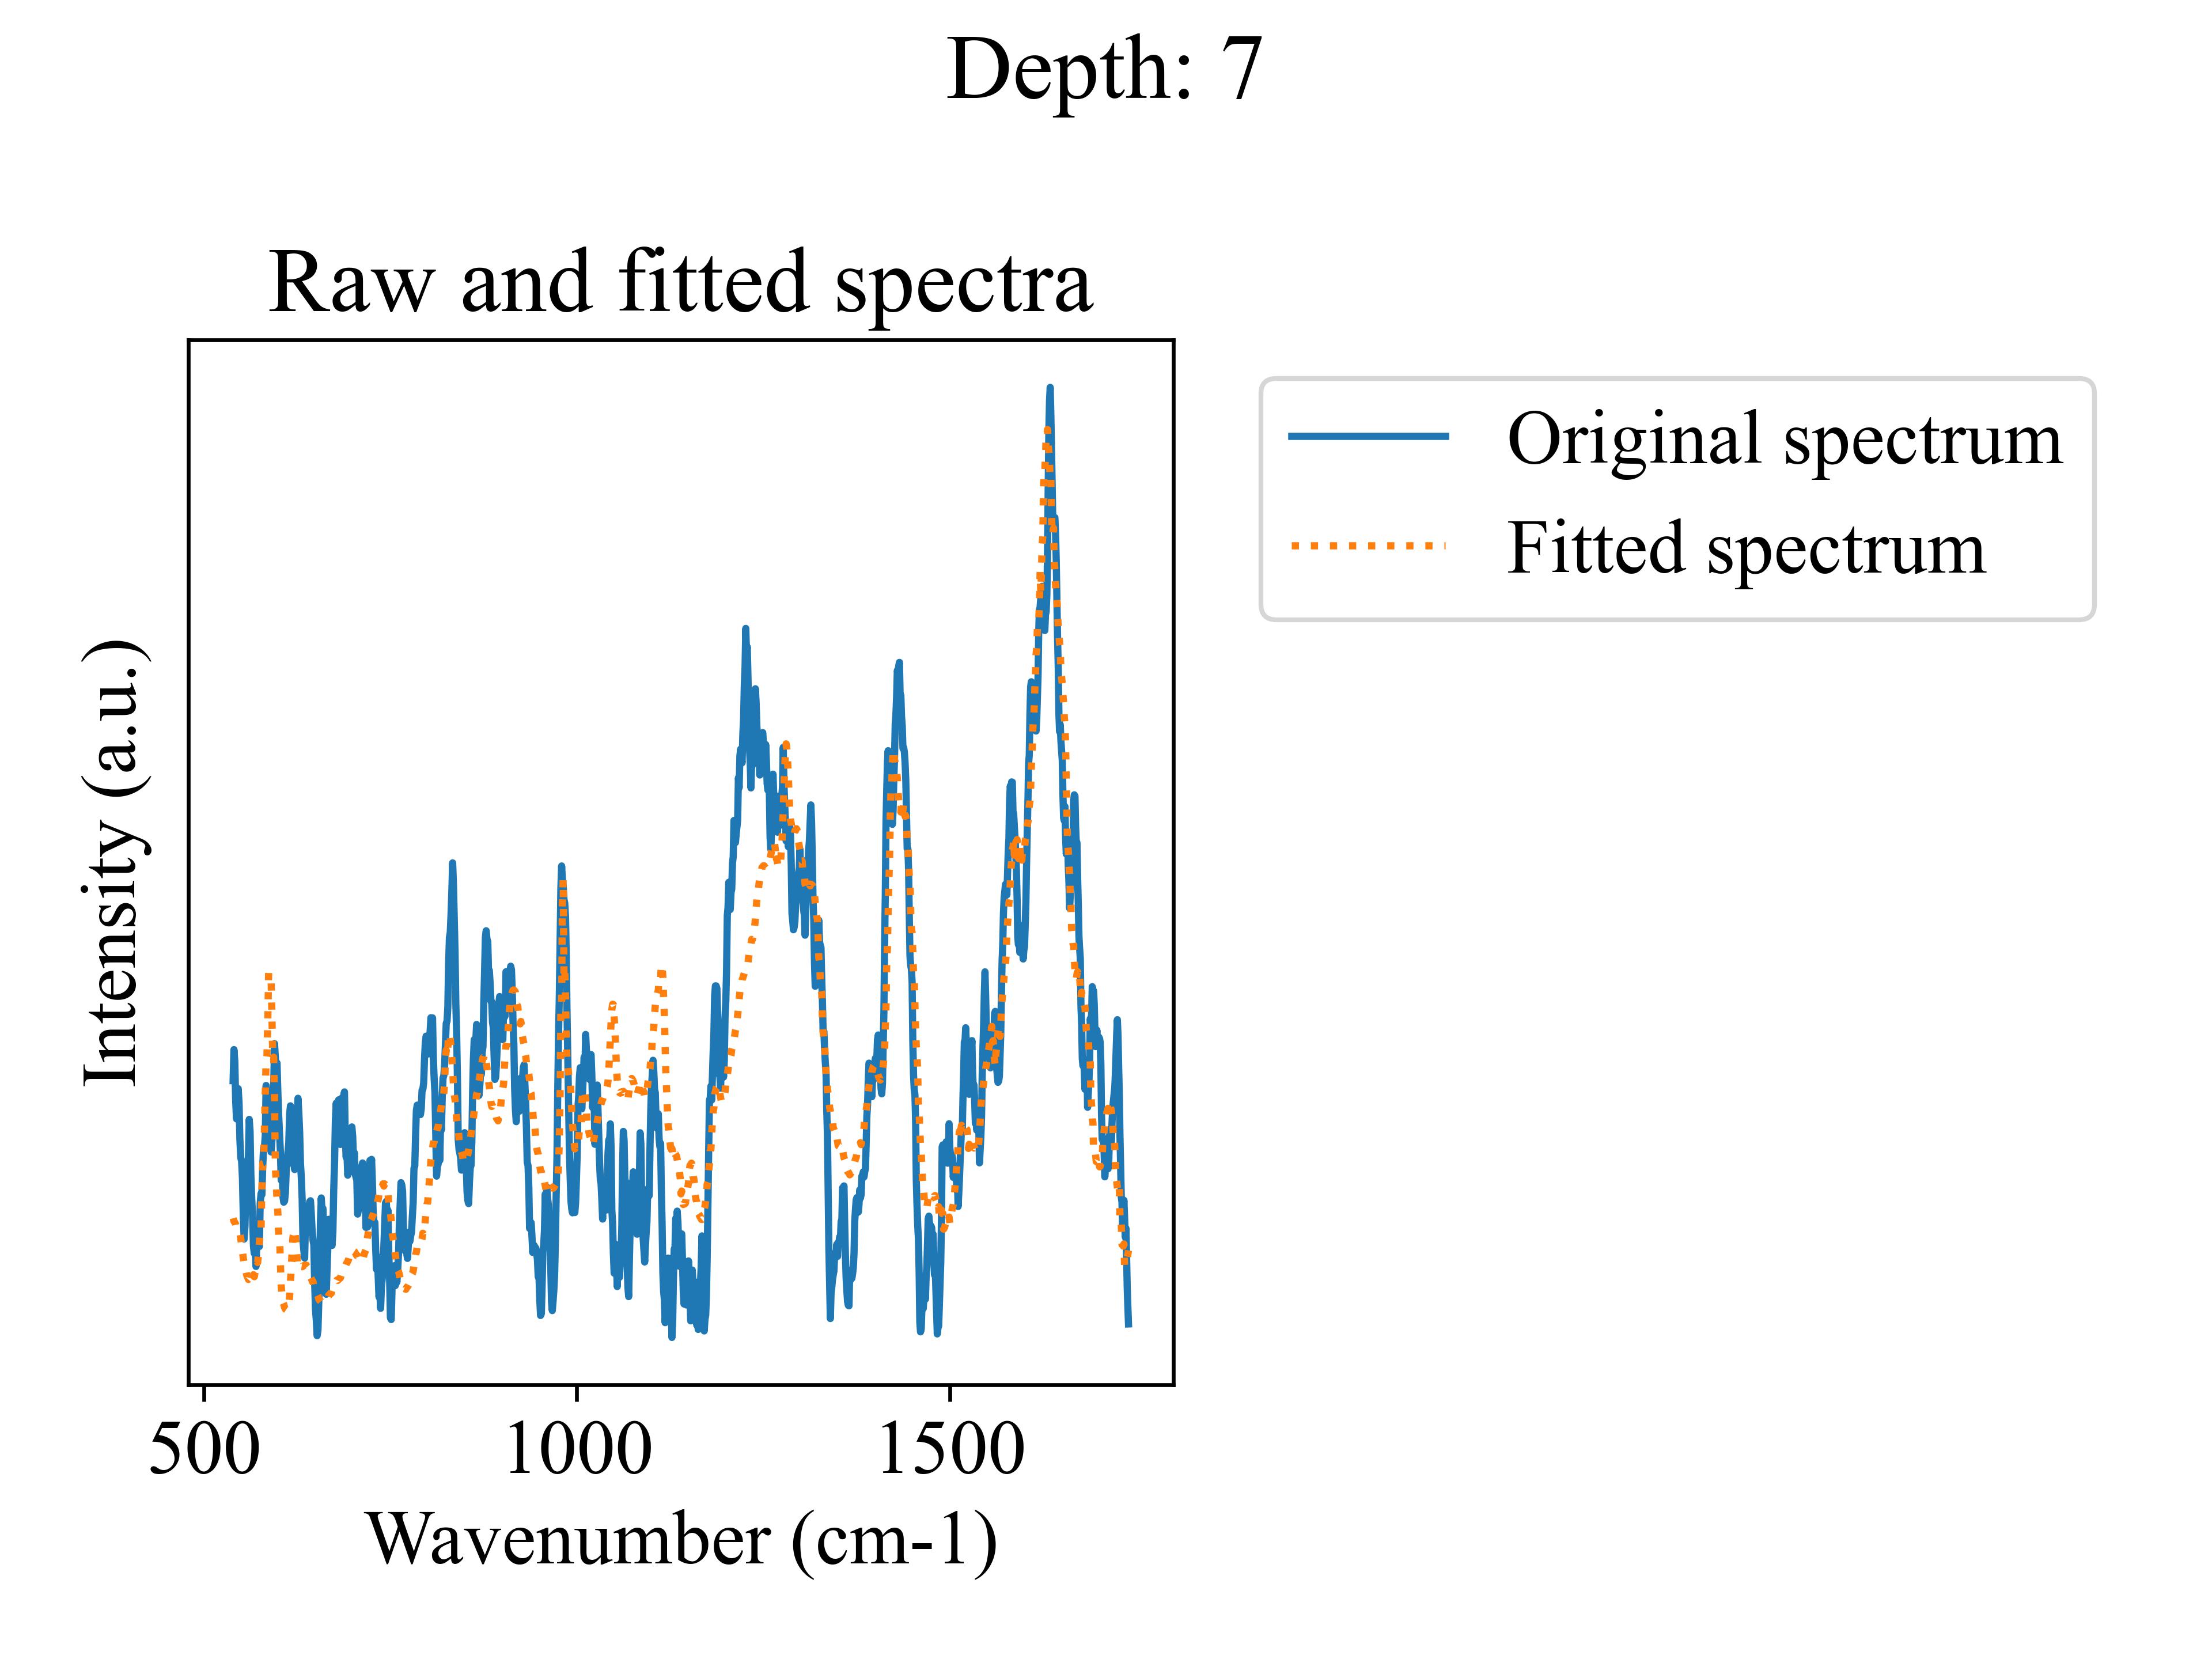 Depth: 7
Raw and fitted spectra
Original spectrum
Fitted spectrum
Intensity (a.u.)
500 1000 1500
Wavenumber (cm-1)